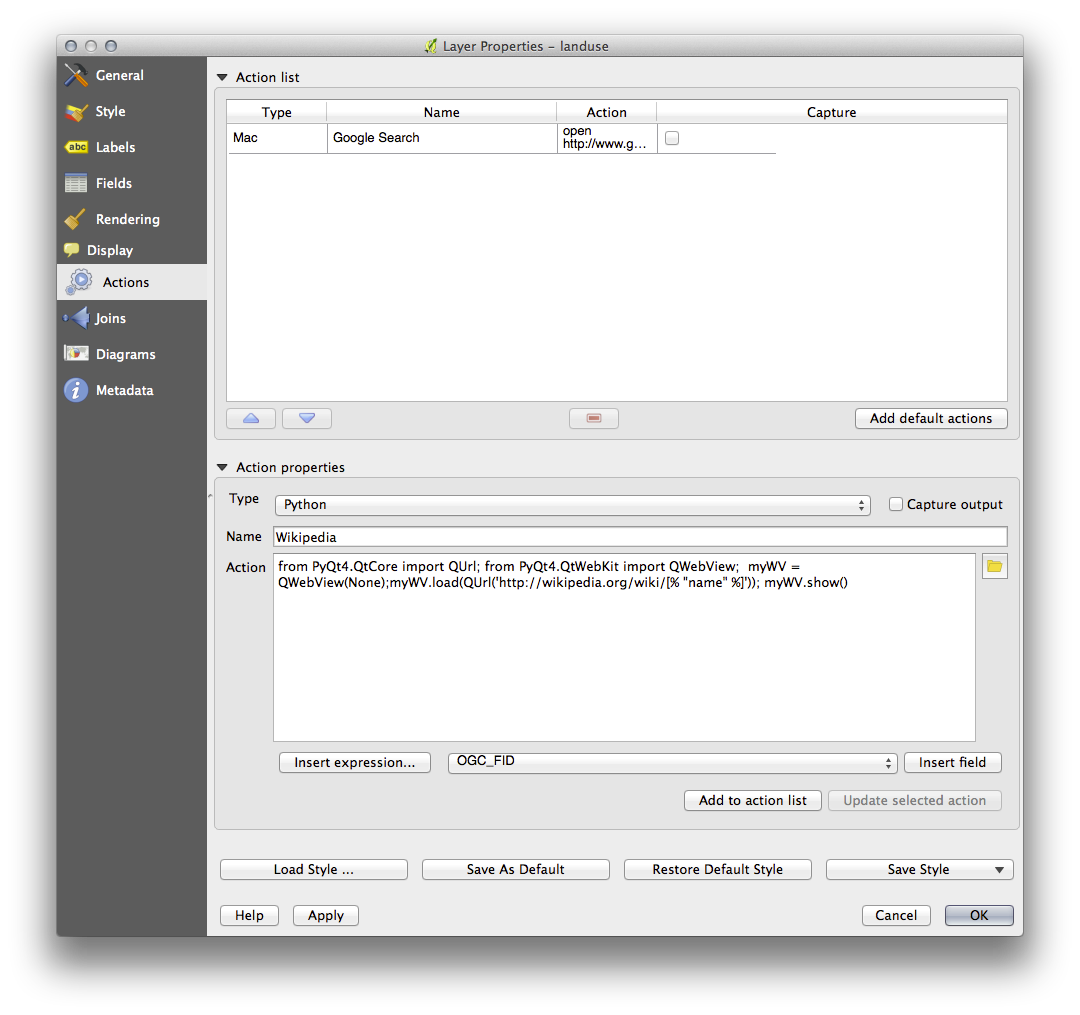 Layer Properties – landuse
General
Style
abc
Labels
Fields
Rendering
Display
Actions
Joins
Diagrams
i
Metadata
Action list
Type Name Action Capture
Mac Google Search open
http://www.g...
Add default actions
Action properties
Type Python Capture output
Name Wikipedia
Action from PyQt4.QtCore import QUrl; from PyQt4.QtWebKit import QWebView;  myWV =
QWebView(None);myWV.load(QUrl('http://wikipedia.org/wiki/[% "name" %]')); myWV.show()
Insert expression... OGC_FID Insert field
Add to action list Update selected action
Load Style ... Save As Default Restore Default Style Save Style
Help Apply Cancel OK